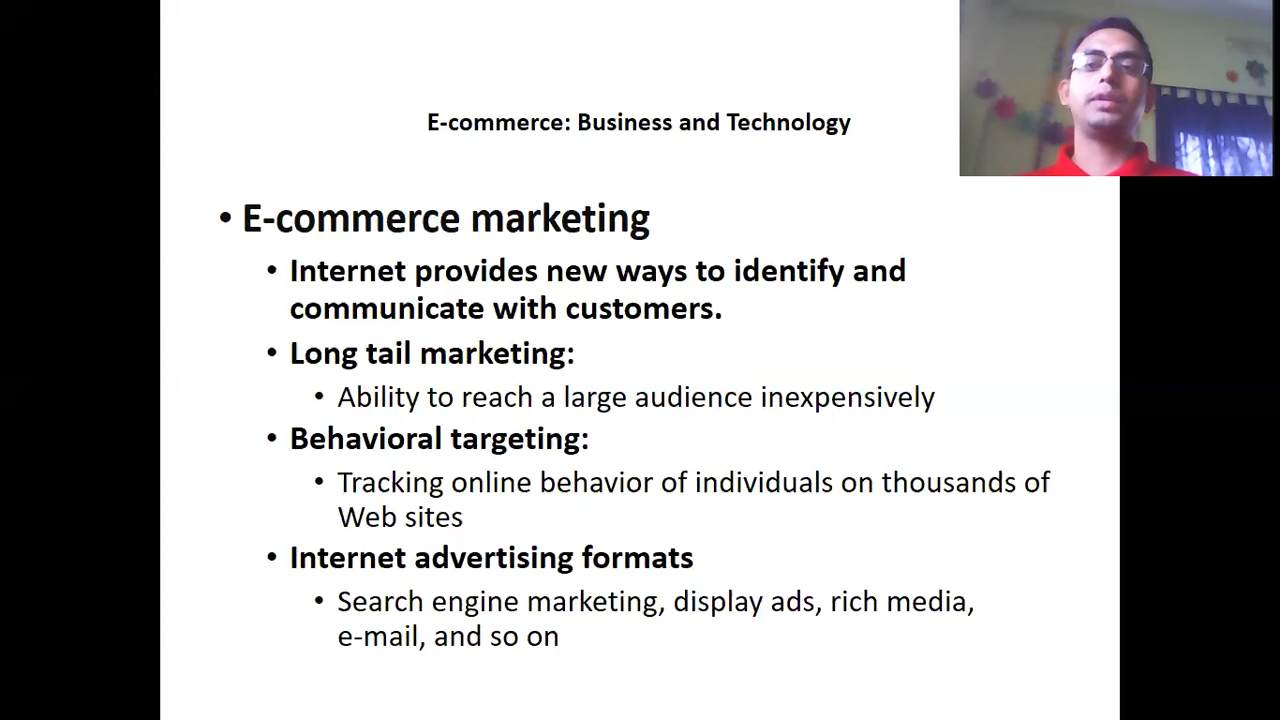 E-commerce: Business and Technology
• E-commerce marketing
• Internet provides new ways to identify and
communicate with customers.
• Long tail marketing:
• Ability to reach a large audience inexpensively
• Behavioral targeting:
• Tracking online behavior of individuals on thousands of
Web sites
• Internet advertising formats
• Search engine marketing, display ads, rich media,
e-mail, and so on